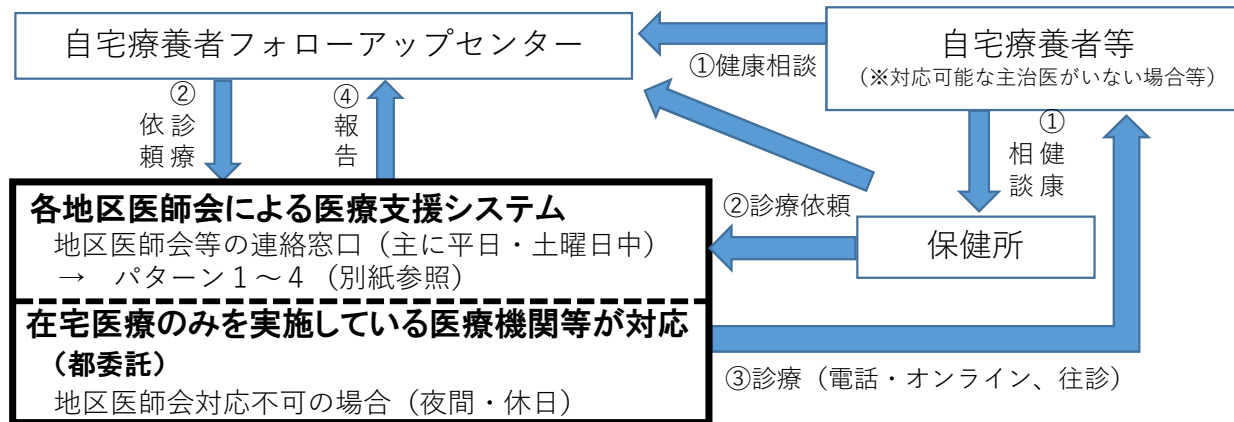 自宅療養者フォローアップセンター
自宅療養者等
（※対応可能な主治医がいない場合等）
①健康相談
②
診療
依頼
④
報告
①
健康
相談
各地区医師会による医療支援システム
地区医師会等の連絡窓口（主に平日・土曜日中）
→　パターン１～４（別紙参照）
②診療依頼
保健所
在宅医療のみを実施している医療機関等が対応
（都委託）
地区医師会対応不可の場合（夜間・休日）
③診療（電話・オンライン、往診）